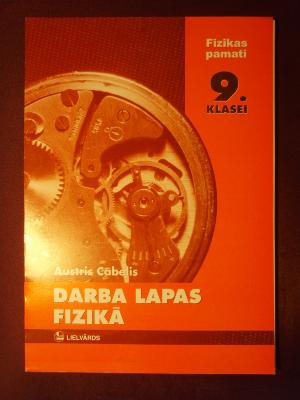 Fizikas
pamati
9.
KLASEI
Austris Cābelis
DARBA LAPAS
FIZIKĀ
LIELVĀRDS